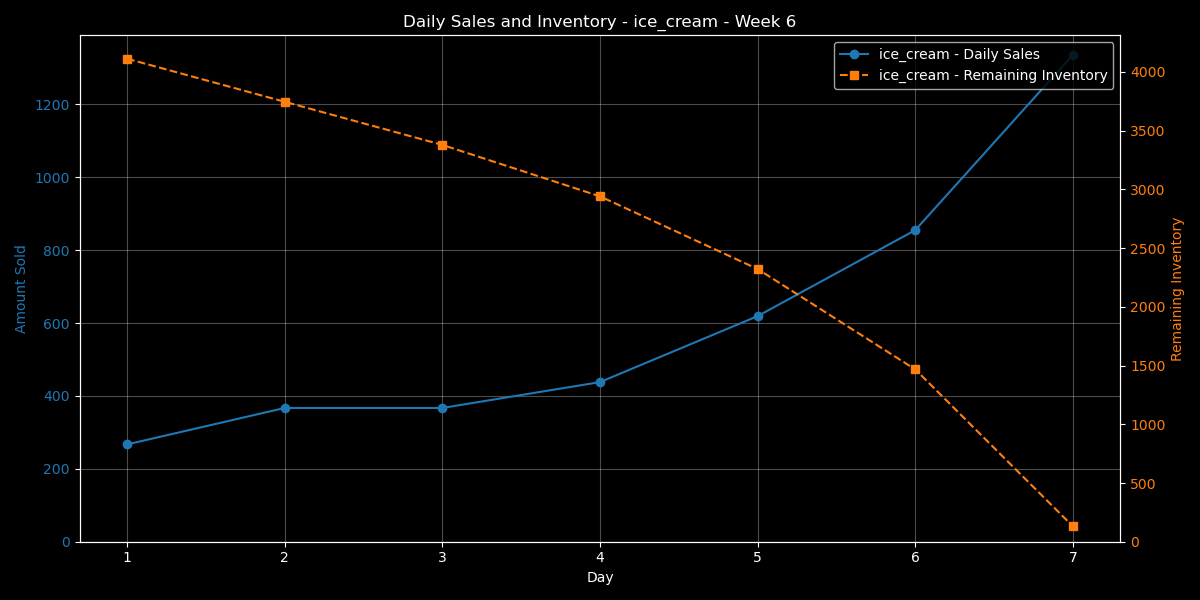 Daily Sales and Inventory - ice_cream - Week 6
ice_cream - Daily Sales
ice_cream - Remaining Inventory
Amount Sold
1200
1000
800
600
400
200
0
4000
3500
3000
2500
2000
1500
1000
500
0
Remaining Inventory
1 2 3 4 5 6 7
Day